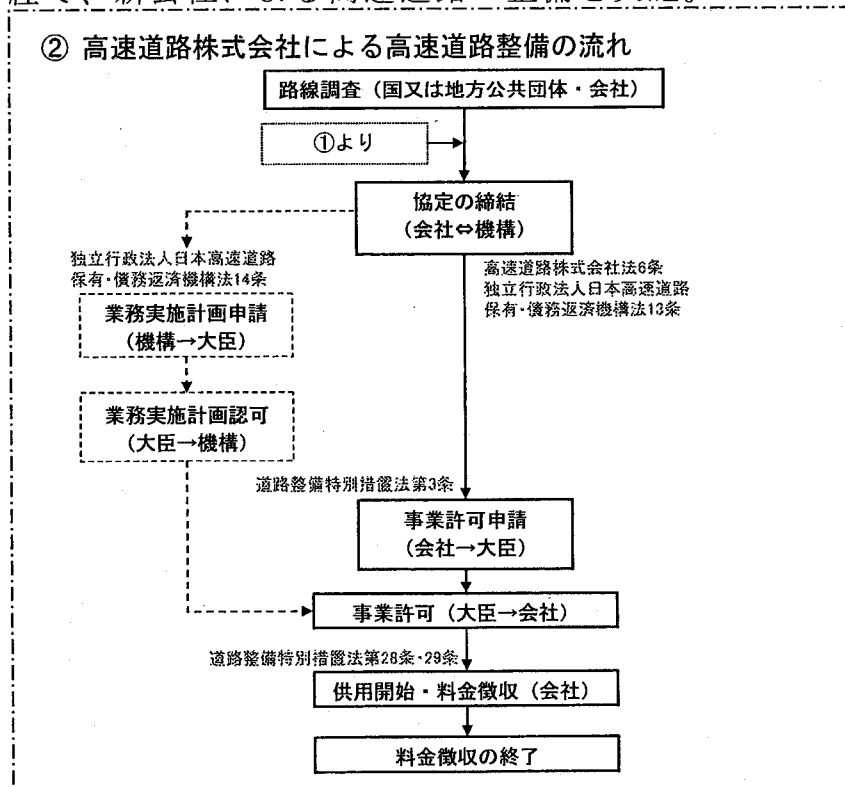 ② 高速道路株式会社による高速道路整備の流れ
路線調査（国又は地方公共団体・会社）
①より
協定の締結
（会社⇔機構）
独立行政法人日本高速道路
保有・債務返済機構法14条
高速道路株式会社法6条
独立行政法人日本高速道路
保有・債務返済機構法13条
業務実施計画申請
（機構→大臣）
業務実施計画認可
（大臣→機構）
道路整備特別措置法第3条
事業許可申請
（会社→大臣）
事業許可（大臣→会社）
道路整備特別措置法第28条・29条
供用開始・料金徴収（会社）
料金徴収の終了